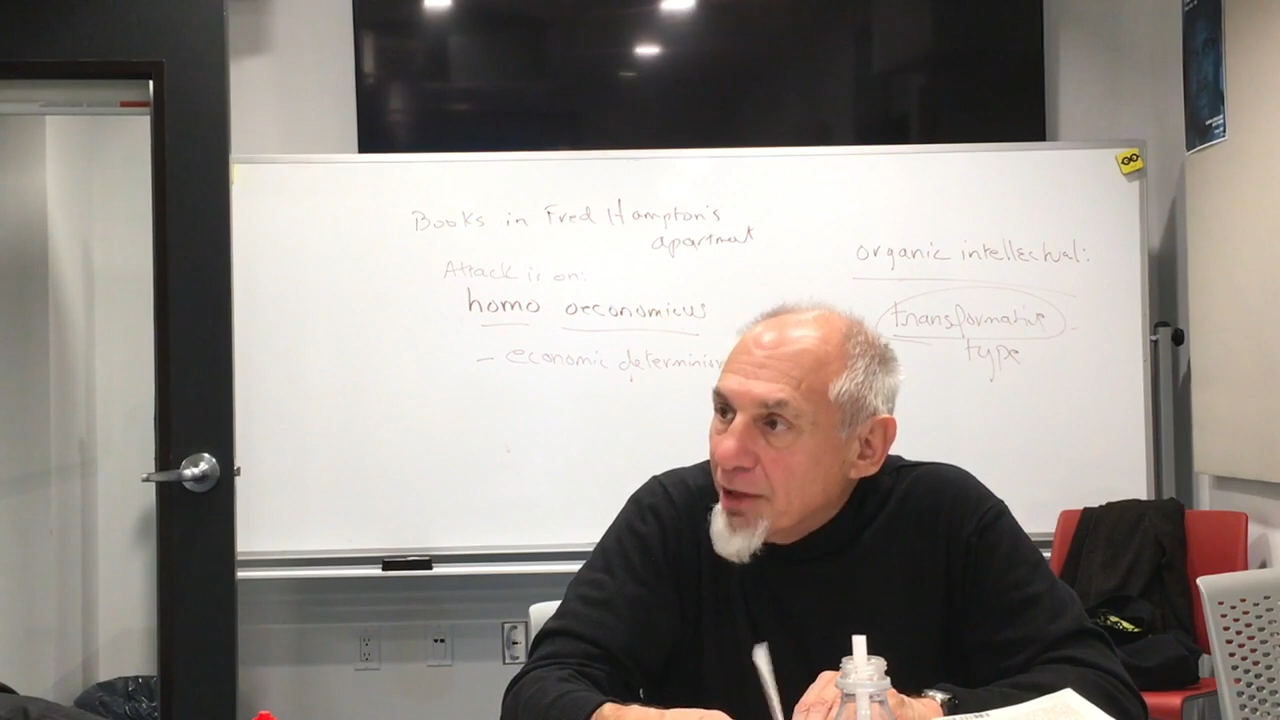 Books in Fred Hampton's
apartment
Attack is on:
homo oeconomicus
- economic determinism
organic intellectual:
transformative
type